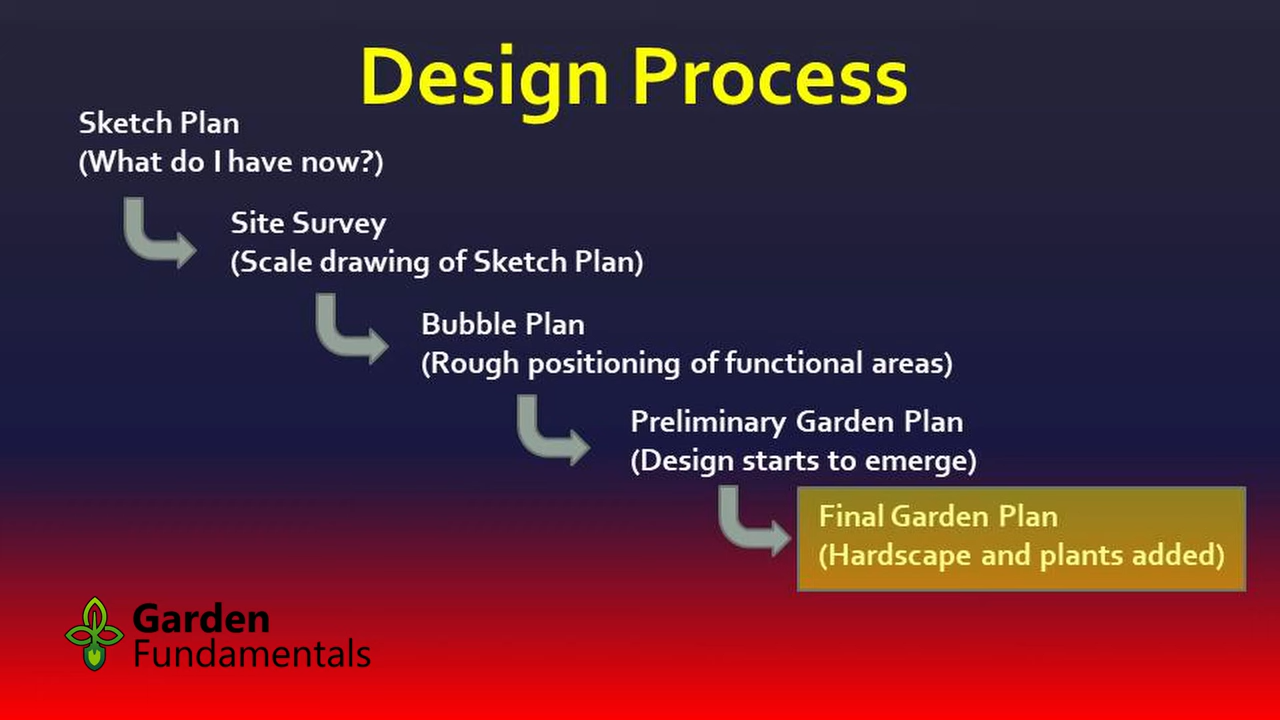 Design Process
Sketch Plan
(What do I have now?)
Site Survey
(Scale drawing of Sketch Plan)
Bubble Plan
(Rough positioning of functional areas)
Preliminary Garden Plan
(Design starts to emerge)
Final Garden Plan
(Hardscape and plants added)
Garden
Fundamentals